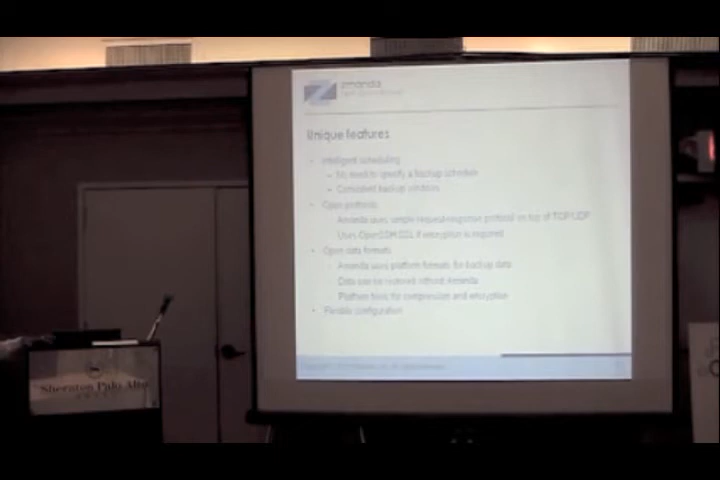 zmanda
Unique features
• Intelligent scheduling
– No need to specify a backup schedule
– Consistent backup windows
• Open protocols
Amanda uses simple request-response protocol on top of TCP/UDP
Uses OpenSSH/SSL if encryption is required
• Open data formats
Amanda uses platform formats for backup data
Data can be restored without Amanda
Platform tools for compression and encryption
• Flexible configuration
Sheraton Palo Alto